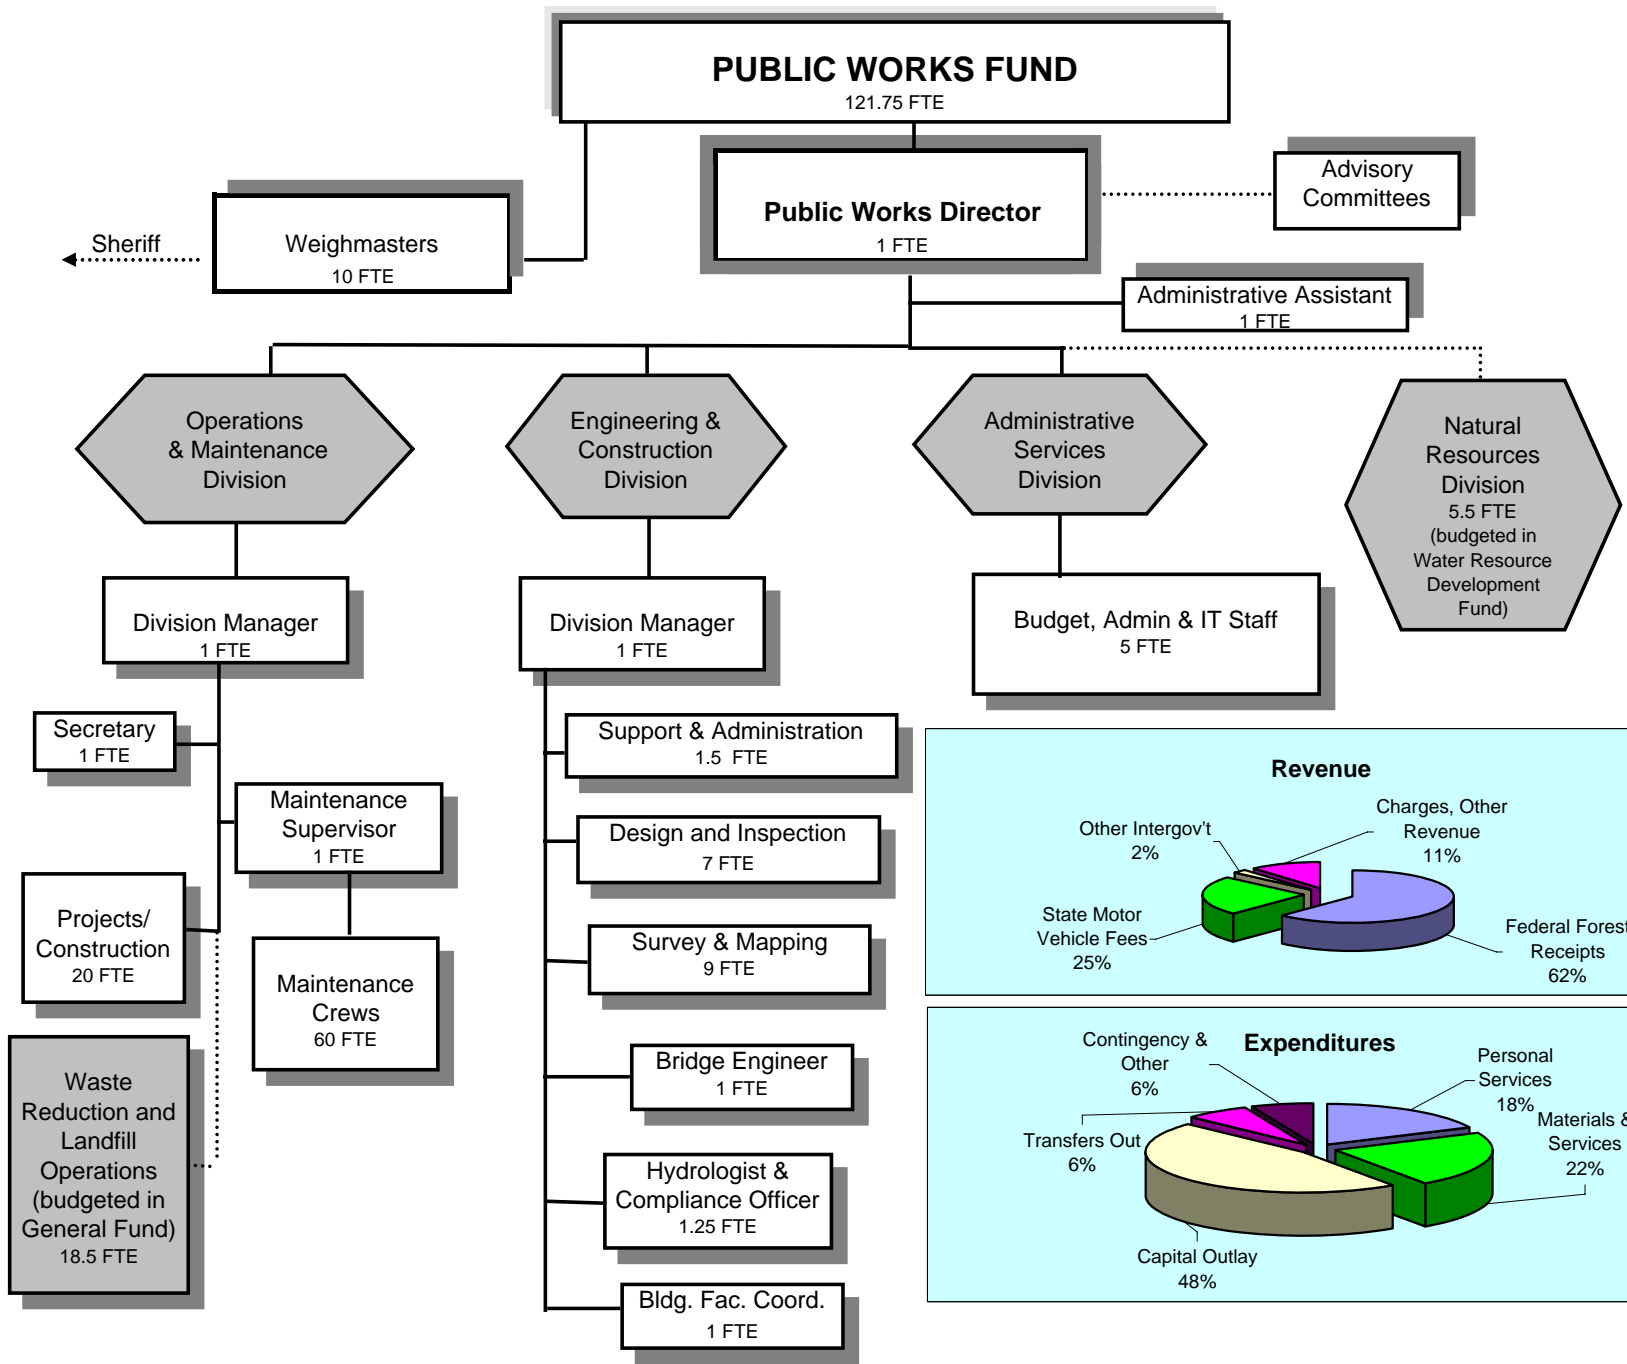 PUBLIC WORKS FUND
121.75 FTE
Public Works Director
1 FTE
Advisory
Committees
Sheriff
Weighmasters
10 FTE
Administrative Assistant
1 FTE
Operations
& Maintenance
Division
Engineering &
Construction
Division
Administrative
Services
Division
Natural
Resources
Division
5.5 FTE
(budgeted in
Water Resource
Development
Fund)
Division Manager
1 FTE
Division Manager
1 FTE
Budget, Admin & IT Staff
5 FTE
Secretary
1 FTE
Maintenance
Supervisor
1 FTE
Projects/
Construction
20 FTE
Maintenance
Crews
60 FTE
Waste
Reduction and
Landfill
Operations
(budgeted in
General Fund)
18.5 FTE
Support & Administration
1.5 FTE
Design and Inspection
7 FTE
Survey & Mapping
9 FTE
Bridge Engineer
1 FTE
Hydrologist &
Compliance Officer
1.25 FTE
Bldg. Fac. Coord.
1 FTE
Revenue
Other Intergov't
2%
Charges, Other
Revenue
11%
State Motor
Vehicle Fees
25%
Federal Forest
Receipts
62%
Expenditures
Contingency &
Other
6%
Personal
Services
18%
Transfers Out
6%
Materials &
Services
22%
Capital Outlay
48%